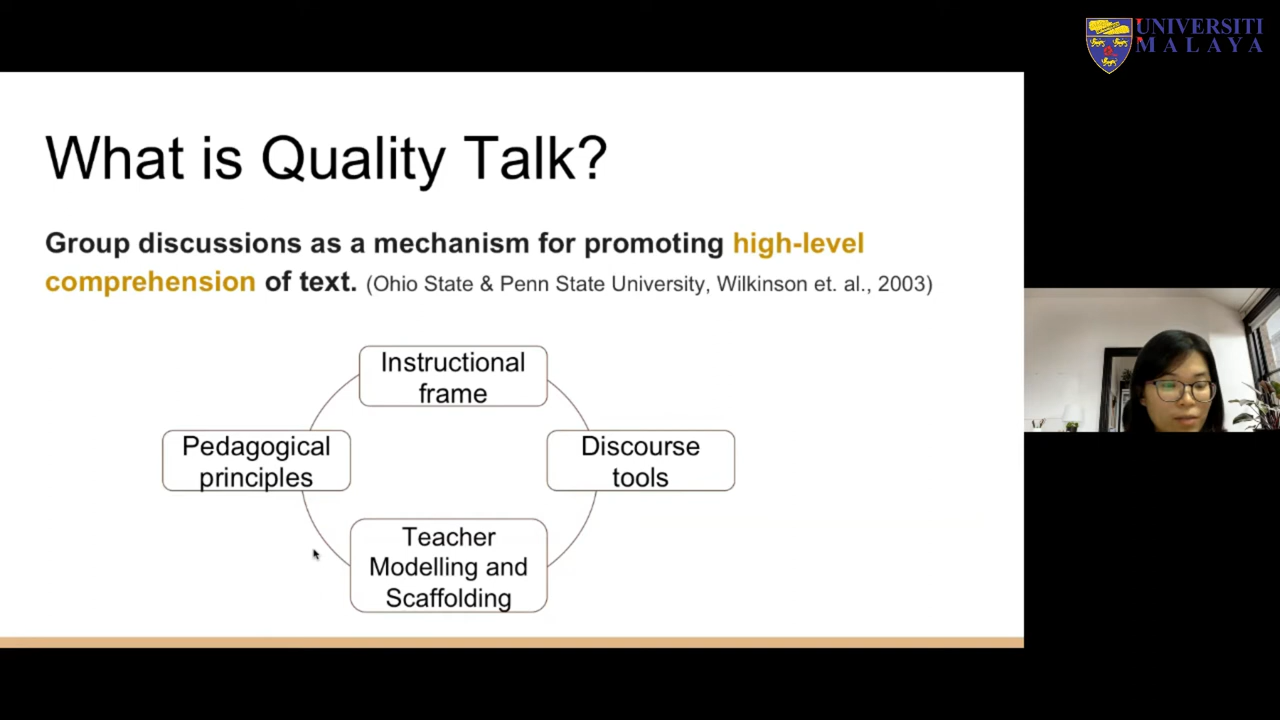 UNIVERSITI
MALAYA
What is Quality Talk?
Group discussions as a mechanism for promoting high-level
comprehension of text. (Ohio State & Penn State University, Wilkinson et. al., 2003)
Instructional
frame
Pedagogical
principles
Discourse
tools
Teacher
Modelling and
Scaffolding